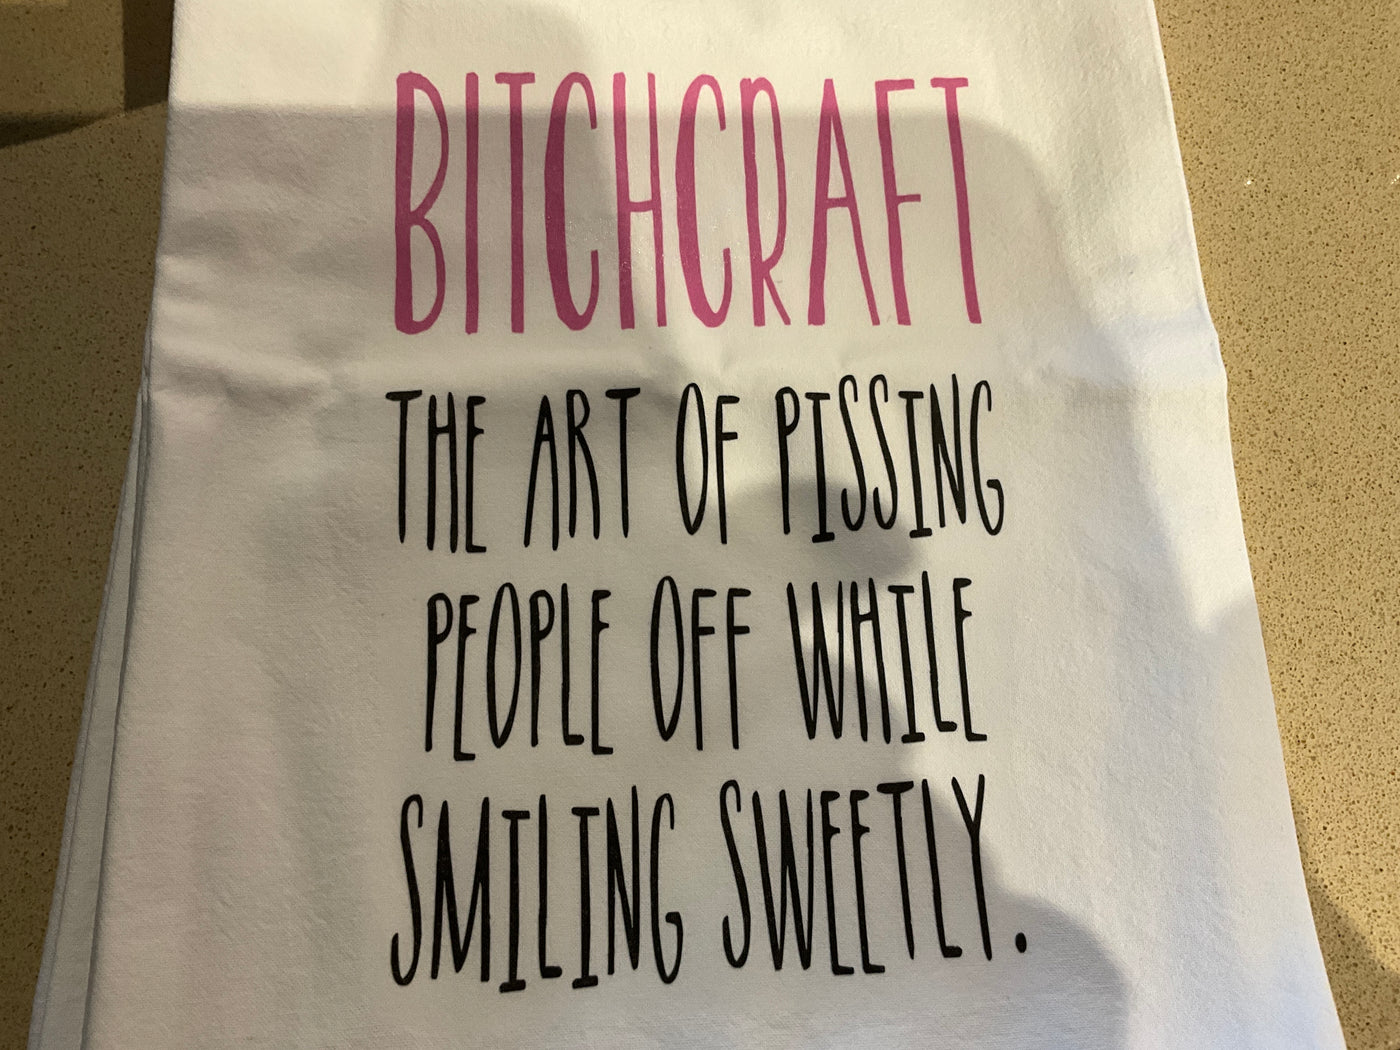 BITCHCRAFT
THE ART OF PISSING
PEOPLE OFF WHILE
SMILING SWEETLY.